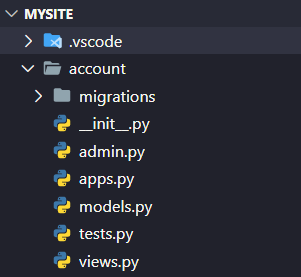 MYSITE
.vscode
account
migrations
__init__.py
admin.py
apps.py
models.py
tests.py
views.py